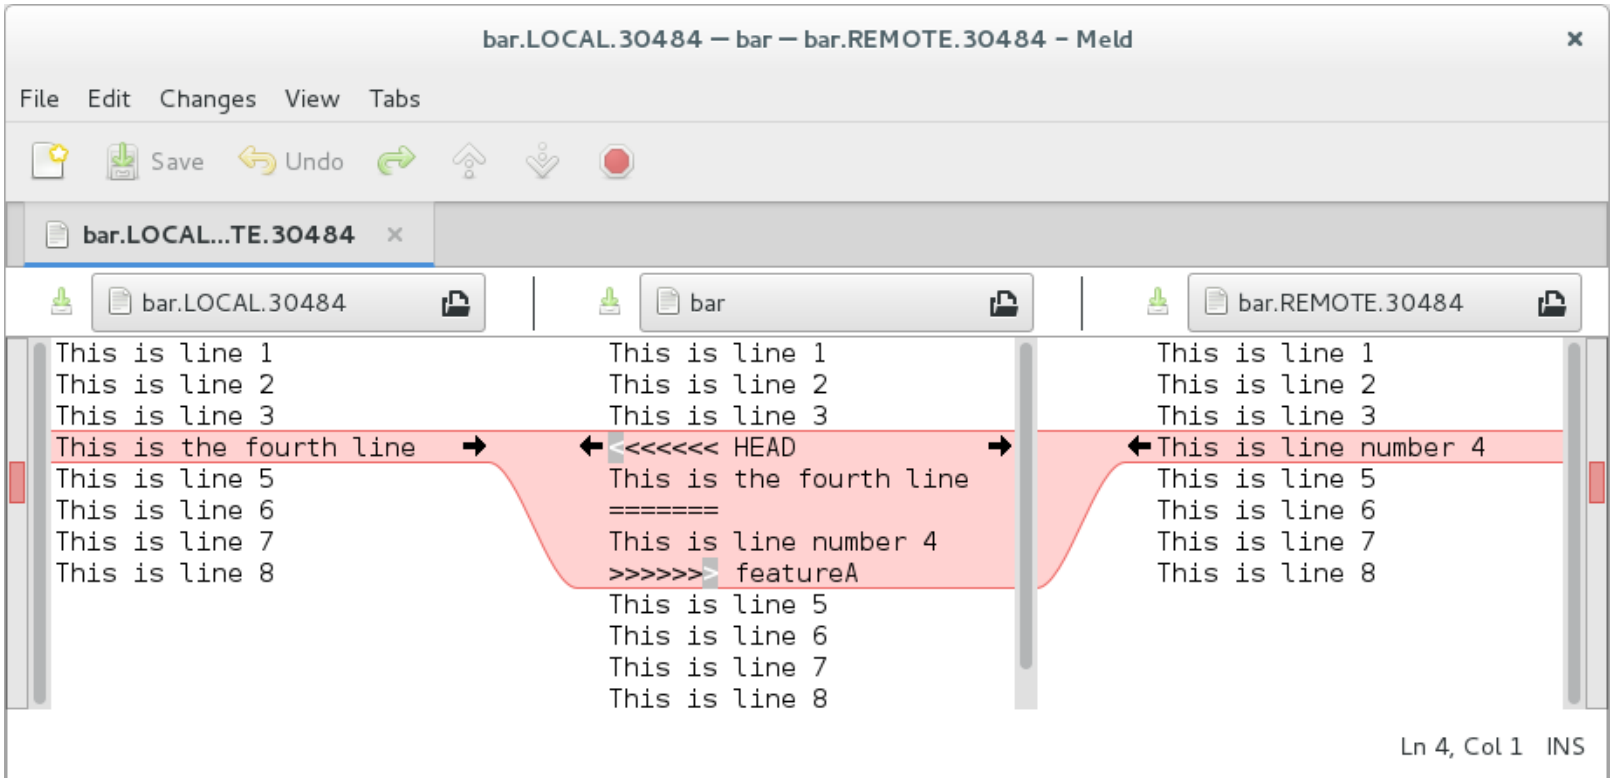 bar.LOCAL.30484 — bar — bar.REMOTE.30484 – Meld
File Edit Changes View Tabs
Save Undo
bar.LOCAL...TE.30484
bar.LOCAL.30484
This is line 1
This is line 2
This is line 3
This is the fourth line
This is line 5
This is line 6
This is line 7
This is line 8
bar
This is line 1
This is line 2
This is line 3
<<<<<<< HEAD
This is the fourth line
=======
This is line number 4
>>>>>>> featureA
This is line 5
This is line 6
This is line 7
This is line 8
bar.REMOTE.30484
This is line 1
This is line 2
This is line 3
This is line number 4
This is line 5
This is line 6
This is line 7
This is line 8
Ln 4, Col 1 INS